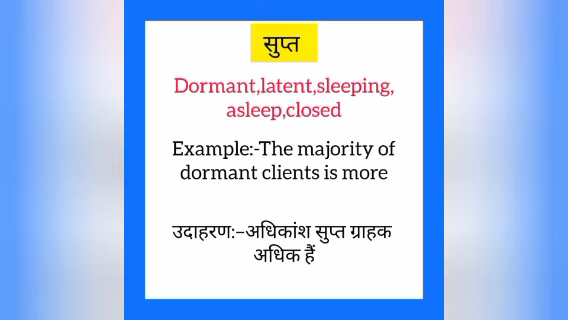 सुप्त
Dormant,latent,sleeping,
asleep,closed
Example:-The majority of
dormant clients is more
उदाहरण:–अधिकांश सुप्त ग्राहक
अधिक हैं